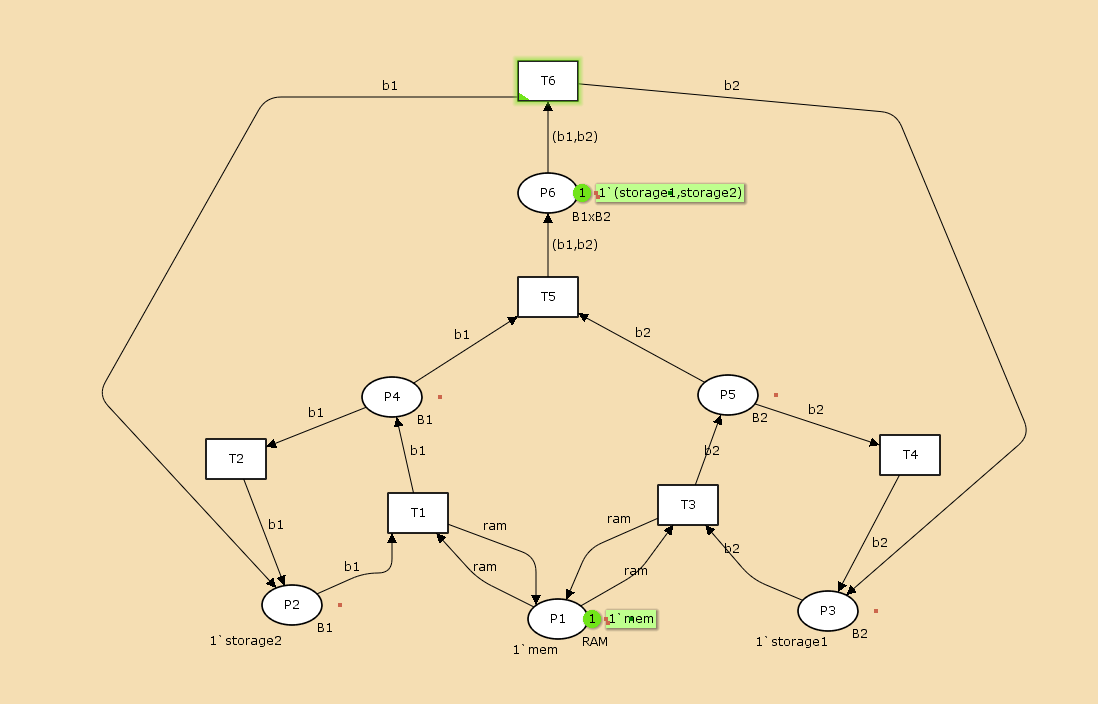 T6
b1
b2
(b1,b2)
P6
1
1`(storage1,storage2)
B1xB2
(b1,b2)
T5
b1
b2
P4
B1
P5
B2
b1
b2
T2
b1
b2
T4
T1
T3
ram
ram
b1
b2
b2
b1
ram
ram
P2
B1
1`storage2
P1
1
1`mem
RAM
1`mem
P3
B2
1`storage1